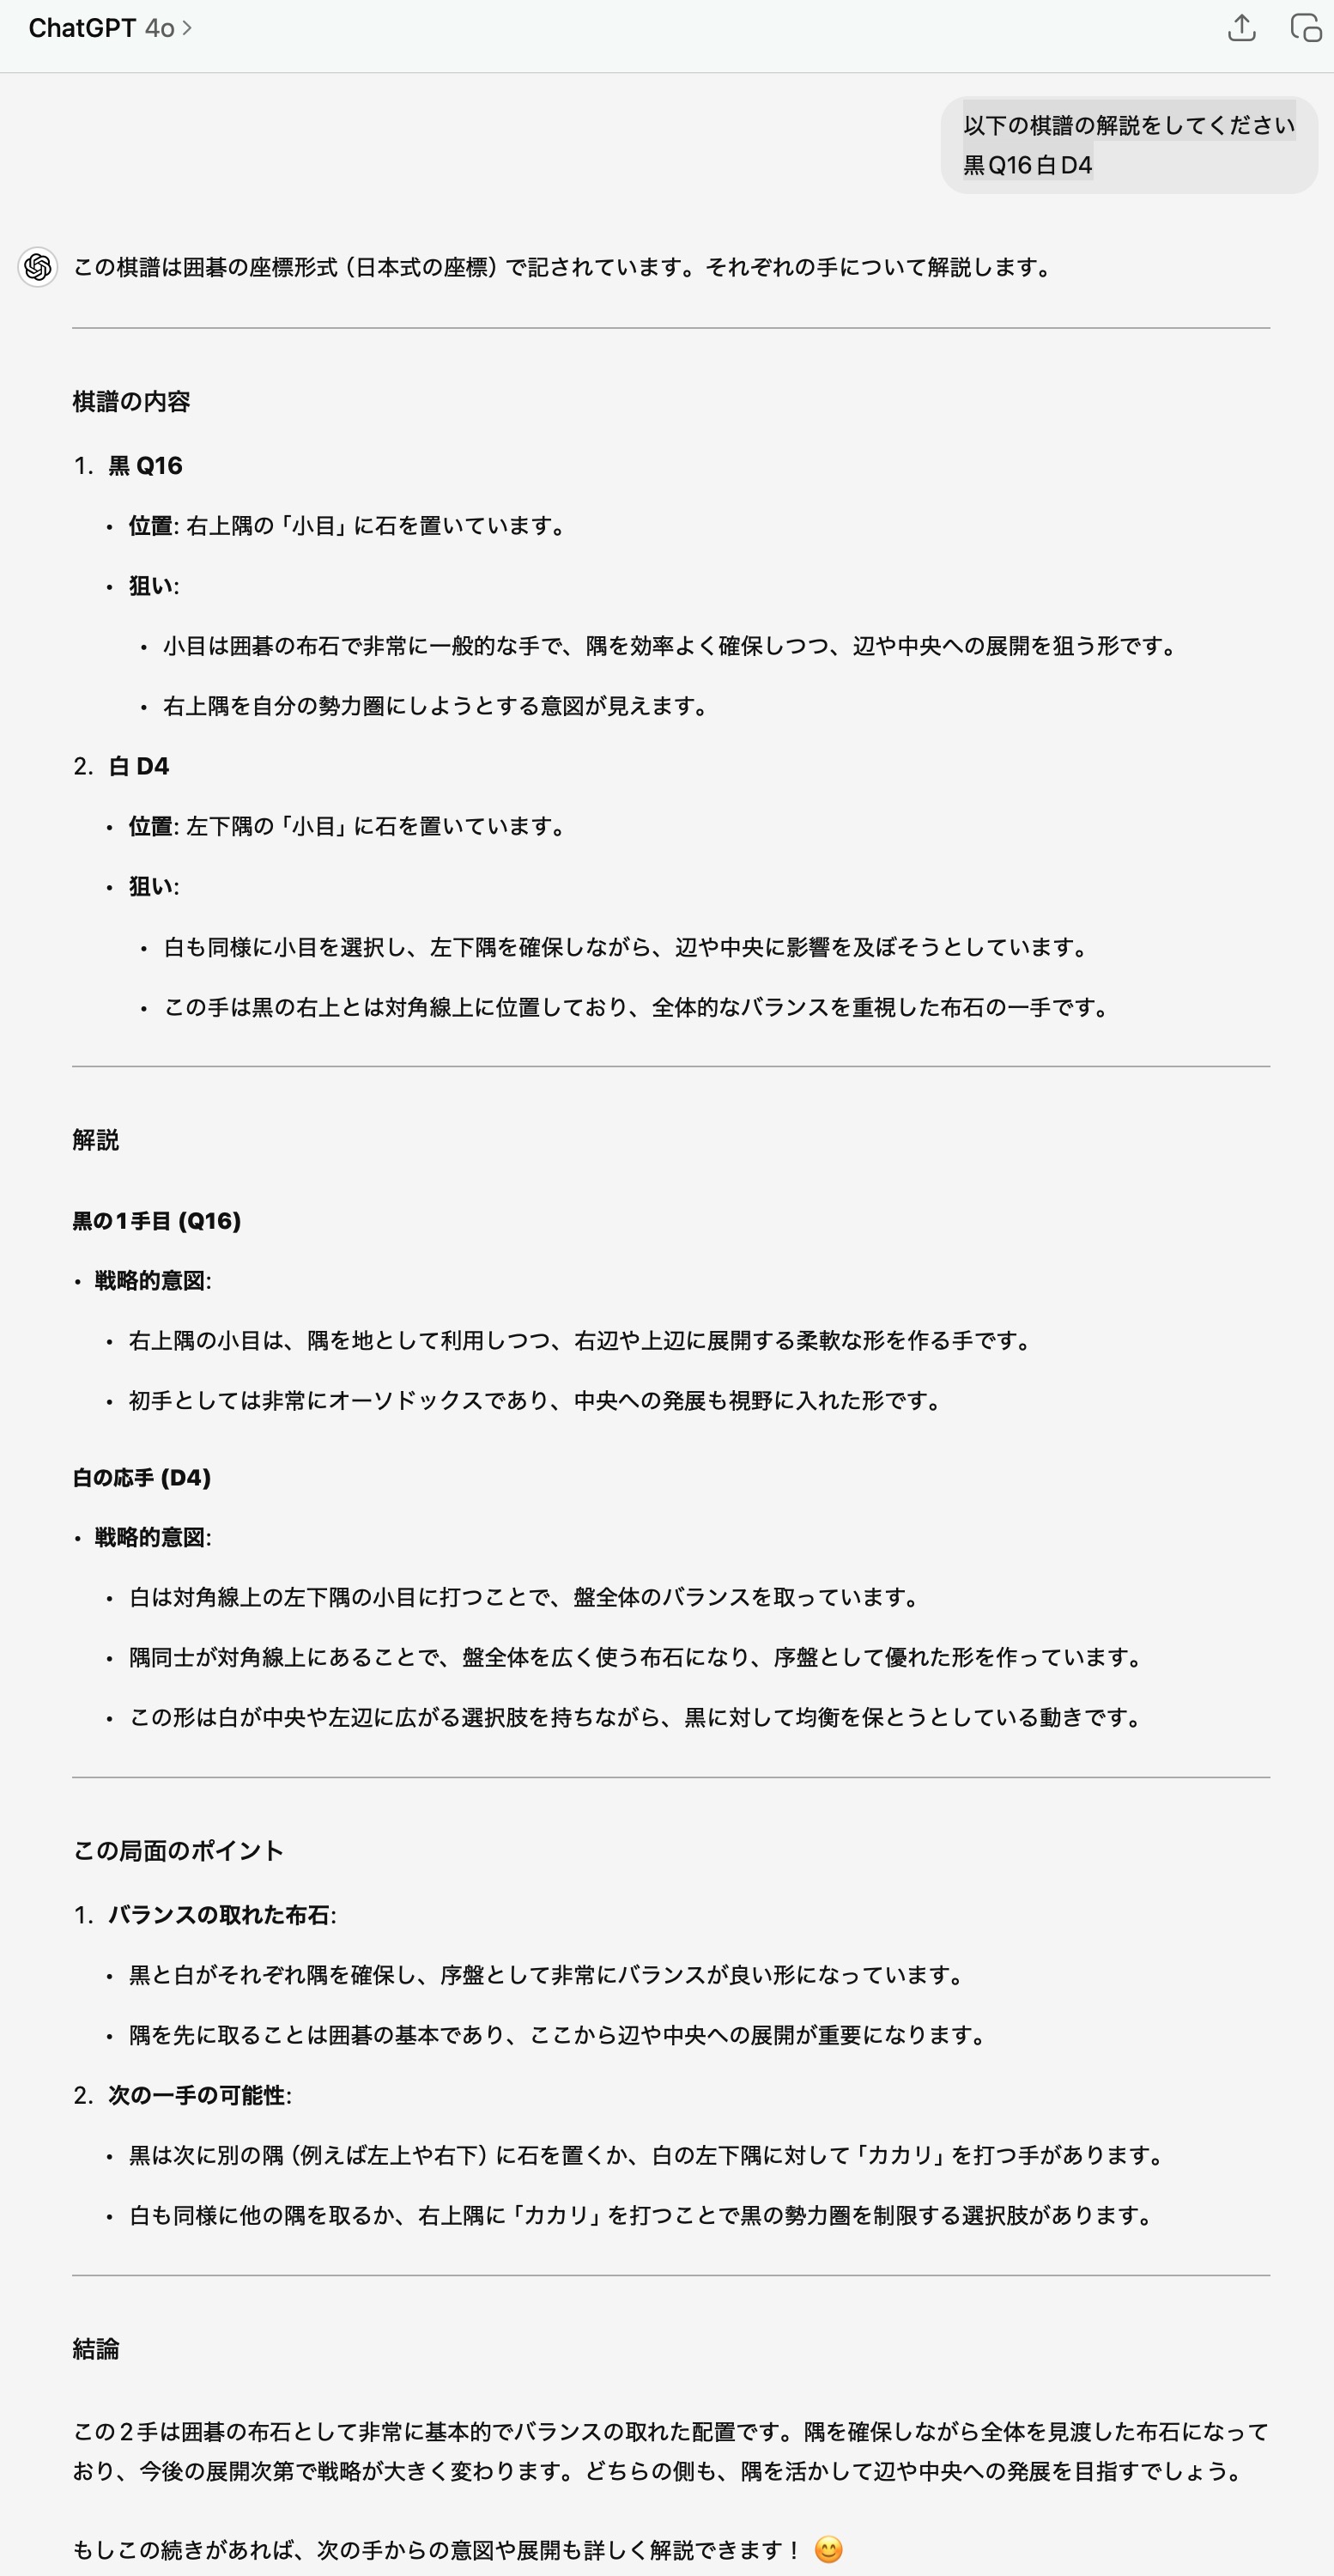 ChatGPT 4o >
以下の棋譜の解説をしてください
黒Q16白D4
この棋譜は囲碁の座標形式（日本式の座標）で記されています。それぞれの手について解説します。
棋譜の内容
1. 黒 Q16
• 位置: 右上隅の「小目」に石を置いています。
• 狙い:
• 小目は囲碁の布石で非常に一般的な手で、隅を効率よく確保しつつ、辺や中央への展開を狙う形です。
• 右上隅を自分の勢力圏にしようとする意図が見えます。
2. 白 D4
• 位置: 左下隅の「小目」に石を置いています。
• 狙い:
• 白も同様に小目を選択し、左下隅を確保しながら、辺や中央に影響を及ぼそうとしています。
• この手は黒の右上とは対角線上に位置しており、全体的なバランスを重視した布石の一手です。
解説
黒の1手目 (Q16)
• 戦略的意図:
• 右上隅の小目は、隅を地として利用しつつ、右辺や上辺に展開する柔軟な形を作る手です。
• 初手としては非常にオーソドックスであり、中央への発展も視野に入れた形です。
白の応手 (D4)
• 戦略的意図:
• 白は対角線上の左下隅の小目に打つことで、盤全体のバランスを取っています。
• 隅同士が対角線上にあることで、盤全体を広く使う布石になり、序盤として優れた形を作っています。
• この形は白が中央や左辺に広がる選択肢を持ちながら、黒に対して均衡を保とうとしている動きです。
この局面のポイント
1. バランスの取れた布石:
• 黒と白がそれぞれ隅を確保し、序盤として非常にバランスが良い形になっています。
• 隅を先に取ることは囲碁の基本であり、ここから辺や中央への展開が重要になります。
2. 次の一手の可能性:
• 黒は次に別の隅（例えば左上や右下）に石を置くか、白の左下隅に対して「カカリ」を打つ手があります。
• 白も同様に他の隅を取るか、右上隅に「カカリ」を打つことで黒の勢力圏を制限する選択肢があります。
結論
この2手は囲碁の布石として非常に基本的でバランスの取れた配置です。隅を確保しながら全体を見渡した布石になって
おり、今後の展開次第で戦略が大きく変わります。どちらの側も、隅を活かして辺や中央への発展を目指すでしょう。
もしこの続きがあれば、次の手からの意図や展開も詳しく解説できます！ 😊